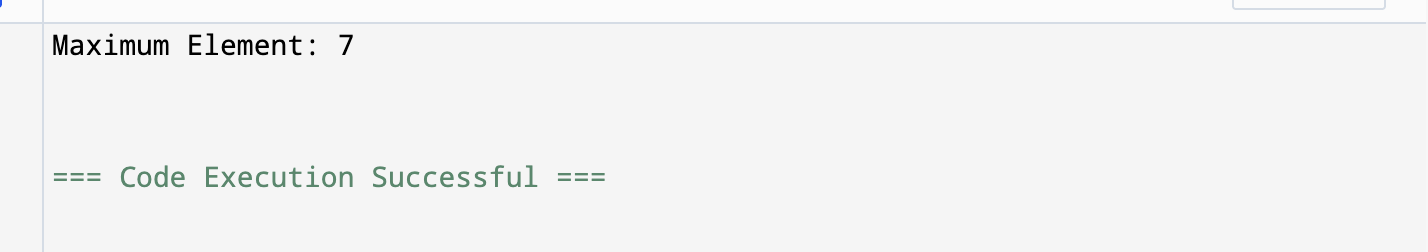 Maximum Element: 7
=== Code Execution Successful ===